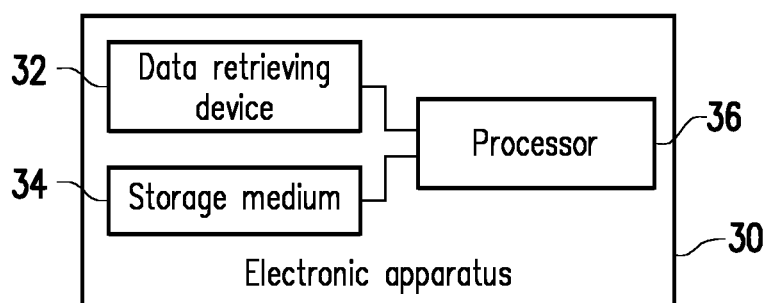 32
Data retrieving
device
36
Processor
34
Storage medium
30
Electronic apparatus